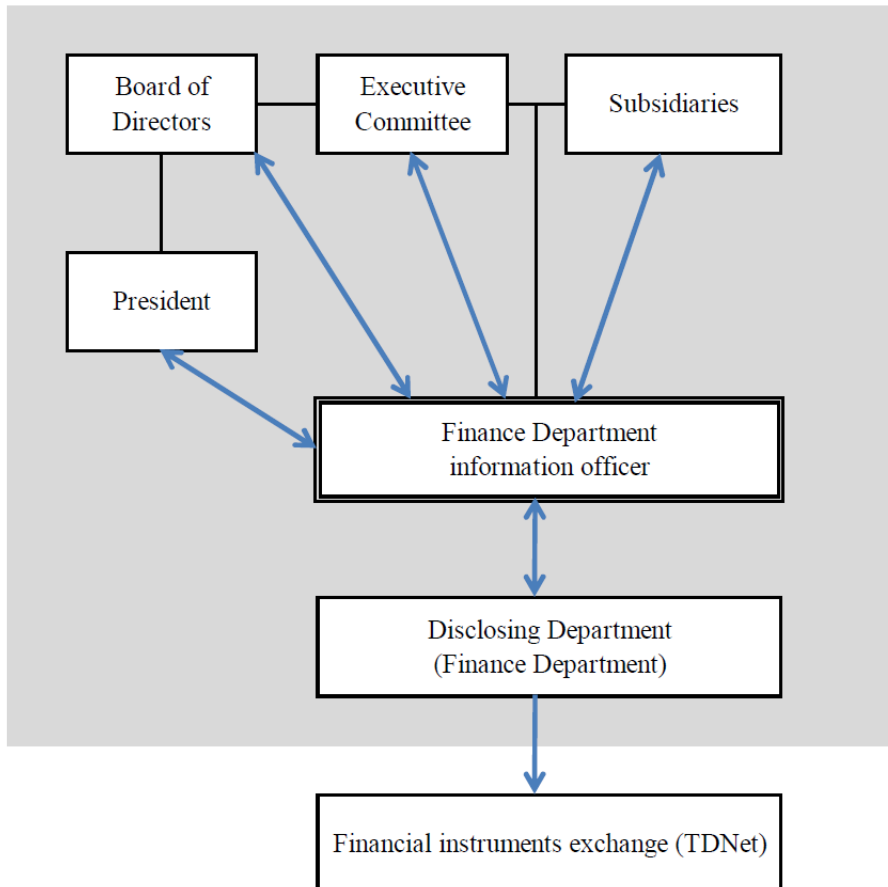 Board of
Directors
Executive
Committee
Subsidiaries
President
Finance Department
information officer
Disclosing Department
(Finance Department)
Financial instruments exchange (TDNet)